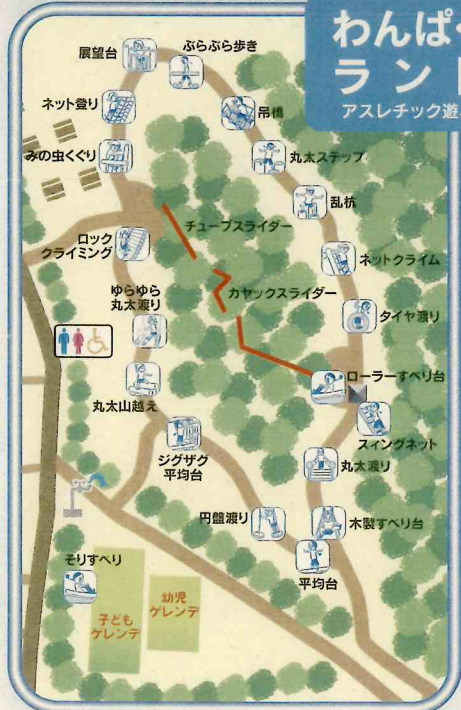 わんぱく
ランド
アスレチック遊
展望台
ぶらぶら歩き
ネット登り
吊橋
みの虫くぐり
丸太ステップ
乱杭
チューブスライダー
ロック
クライミング
ネットクライム
カヤックスライダー
ゆらゆら
丸太渡り
タイヤ渡り
ローラーすべり台
丸太山越え
スイングネット
ジグザグ
平均台
丸太渡り
円盤渡り
木製すべり台
平均台
そりすべり
子ども
ゲレンデ
幼児
ゲレンデ